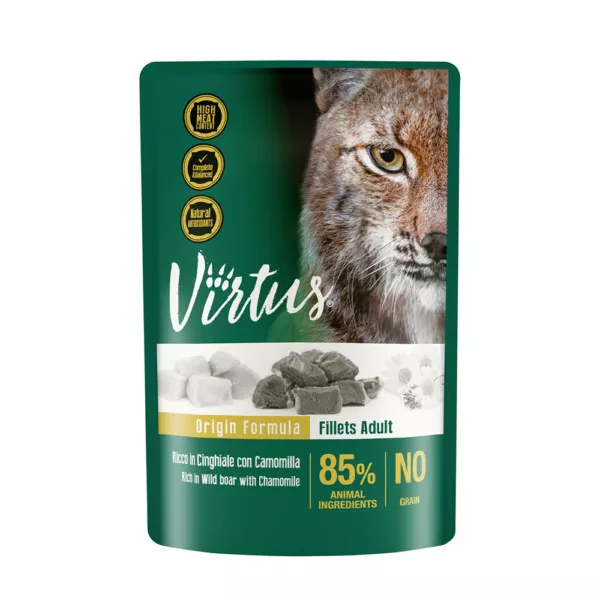 HIGH
MEAT
CONTENT
Complete
&Balanced
Natural
ANTIOXIDANTS
Virtus®
Origin Formula
Fillets Adult
Ricco in Cinghiale con Camomilla
Rich in Wild boar with Chamomile
85%
ANIMAL
INGREDIENTS
NO
GRAIN